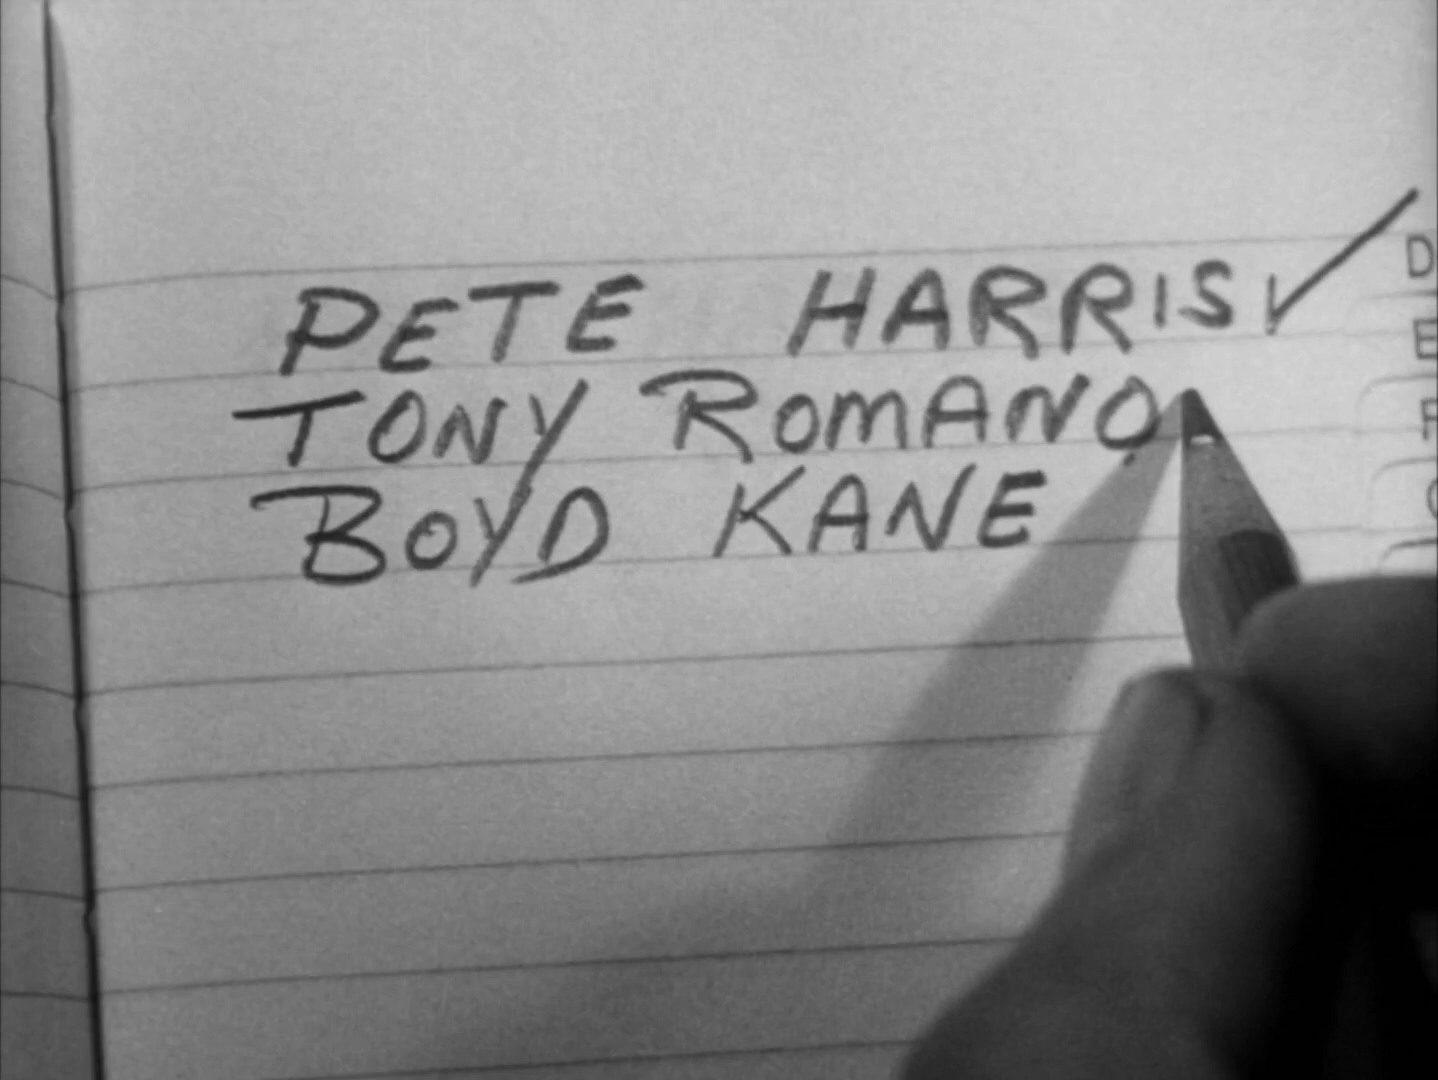 PETE HARRIS ✓
TONY ROMANO
BOYD KANE
D
E
F